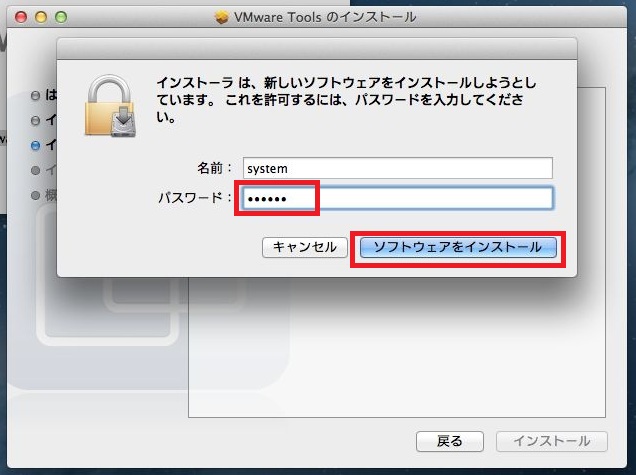 VMware Tools のインストール
インストーラ は、新しいソフトウェアをインストールしようとし
ています。 これを許可するには、パスワードを入力してくださ
い。
名前：
system
パスワード：
••••••
キャンセル
ソフトウェアをインストール
は
イ
イ
イ
概
戻る
インストール